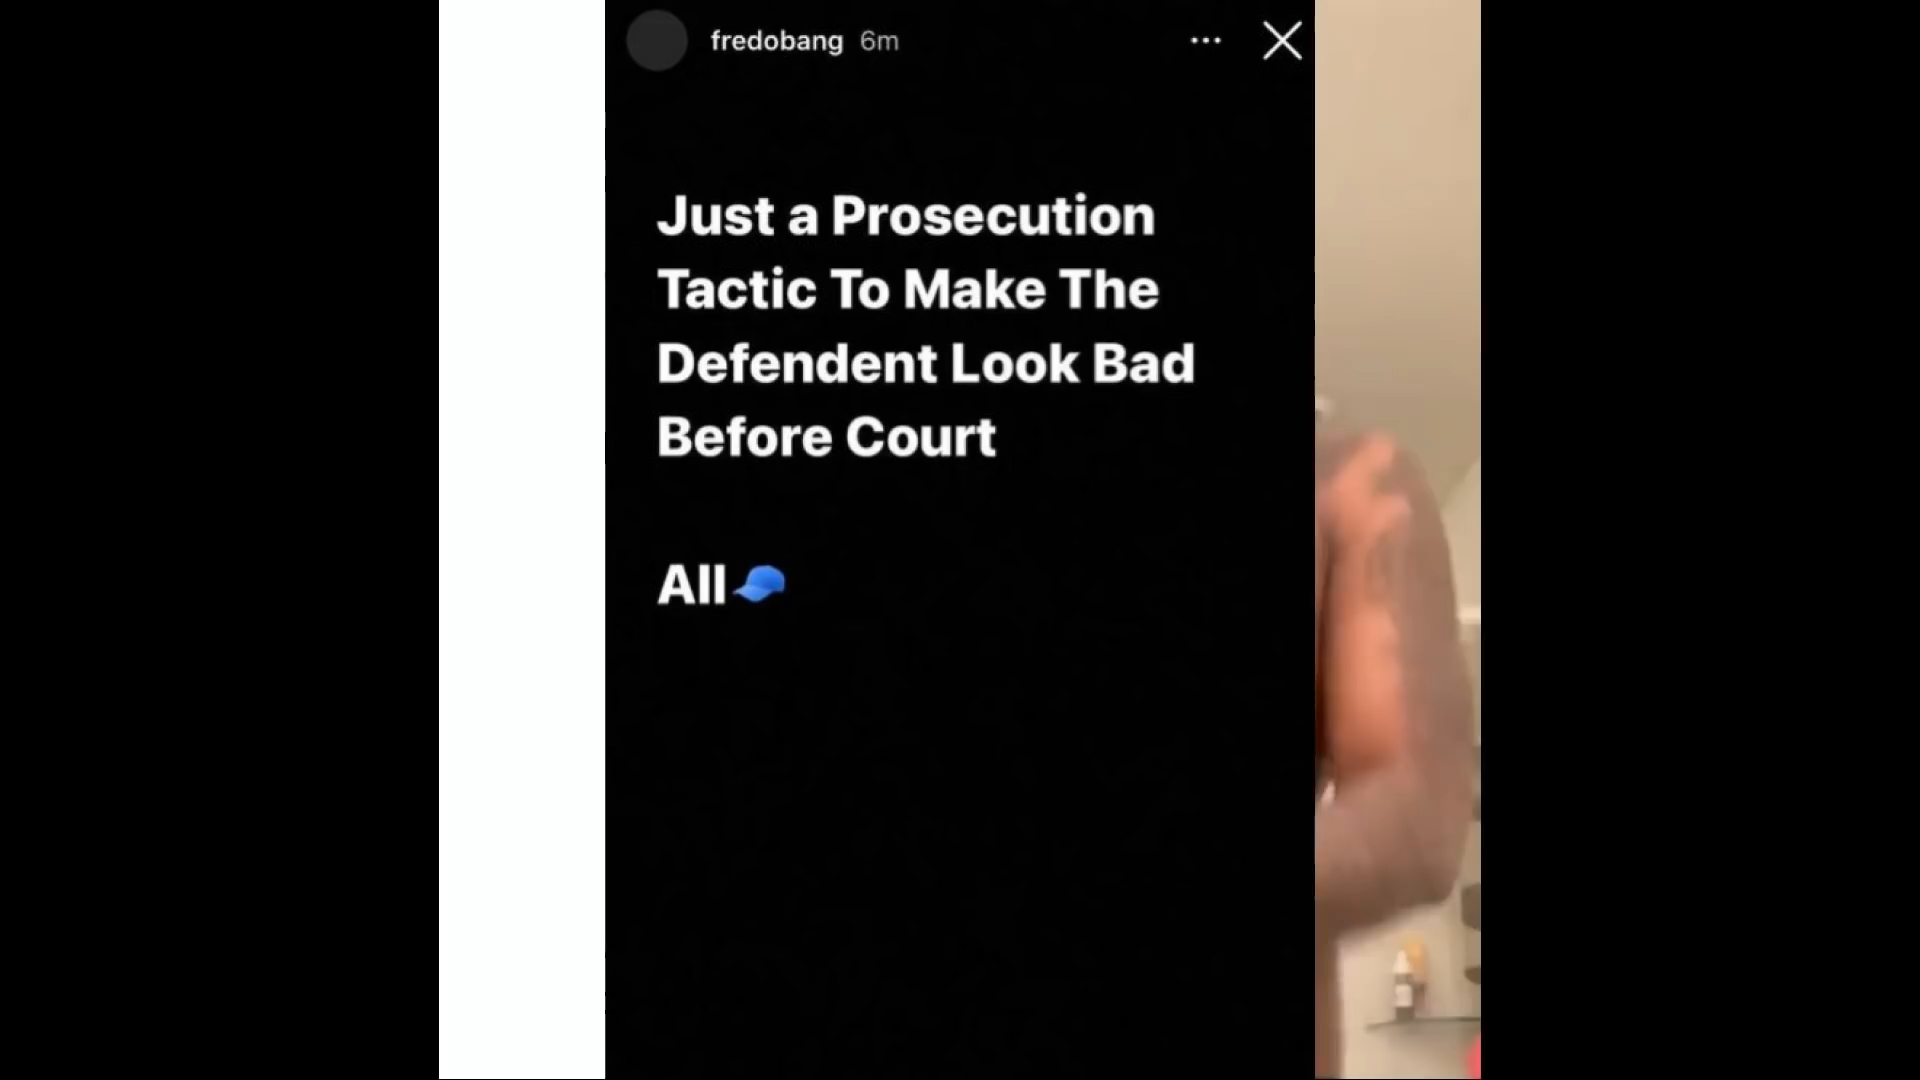 fredobang 6m
Just a Prosecution
Tactic To Make The
Defendent Look Bad
Before Court
All🧢